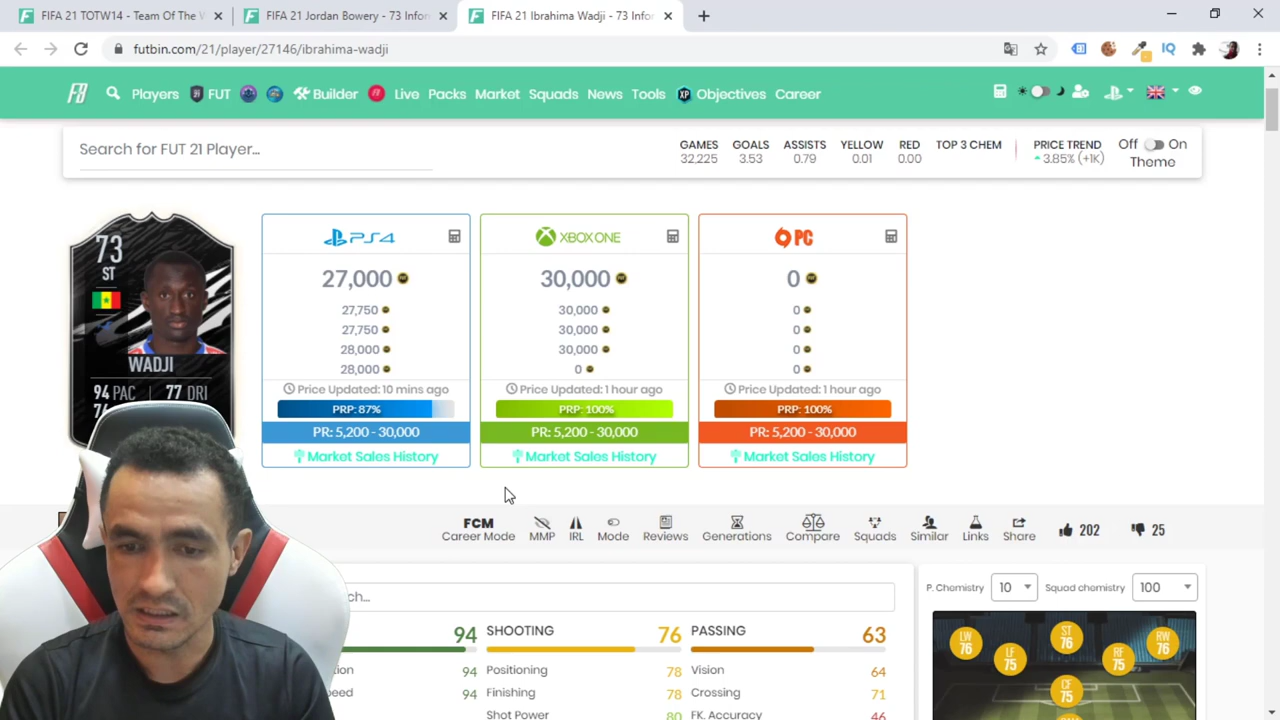 FIFA 21 TOTW14 - Team Of The
FIFA 21 Jordan Bowery - 73 Infor
FIFA 21 Ibrahima Wadji - 73 Infor
futbin.com/21/player/27146/ibrahima-wadji
IQ
F8 Players FUT Builder Live Packs Market Squads News Tools XP Objectives Career
Search for FUT 21 Player...
GAMES GOALS ASSISTS YELLOW RED TOP 3 CHEM PRICE TREND Off On
32,225 3.53 0.79 0.01 0.00 3.85% (+1K) Theme
73
ST
WADJI
94 PAC 77 DRI
PS4
27,000
27,750
27,750
28,000
28,000
Price Updated: 10 mins ago
PRP: 87%
PR: 5,200 - 30,000
Market Sales History
XBOX ONE
30,000
30,000
30,000
30,000
0
Price Updated: 1 hour ago
PRP: 100%
PR: 5,200 - 30,000
Market Sales History
PC
0
0
0
0
0
Price Updated: 1 hour ago
PRP: 100%
PR: 5,200 - 30,000
Market Sales History
FCM
Career Mode MMP IRL Mode Reviews Generations Compare Squads Similar Links Share 202 25
P. Chemistry 10 Squad chemistry 100
94 SHOOTING 76 PASSING 63
94 Positioning 78 Vision 64
94 Finishing 78 Crossing 71
Shot Power 80 FK. Accuracy 46
LW
76
ST
76
RW
76
LF
75
RF
75
CF
75